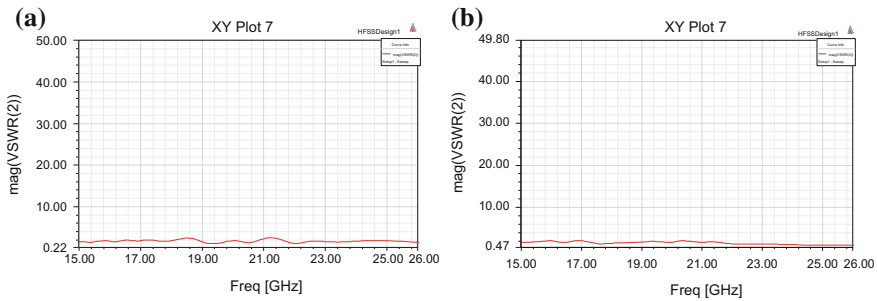 (a)
XY Plot 7
HFSSDesign1
Curve Info
mag(VSWR(2))
Setup1 : Sweep
50.00
40.00
30.00
20.00
10.00
0.22
mag(VSWR(2))
15.00 17.00 19.00 21.00 23.00 25.00 26.00
Freq [GHz]
(b)
XY Plot 7
HFSSDesign1
Curve Info
mag(VSWR(2))
Setup1 : Sweep
49.80
40.00
30.00
20.00
10.00
0.47
mag(VSWR(2))
15.00 17.00 19.00 21.00 23.00 25.00 26.00
Freq [GHz]